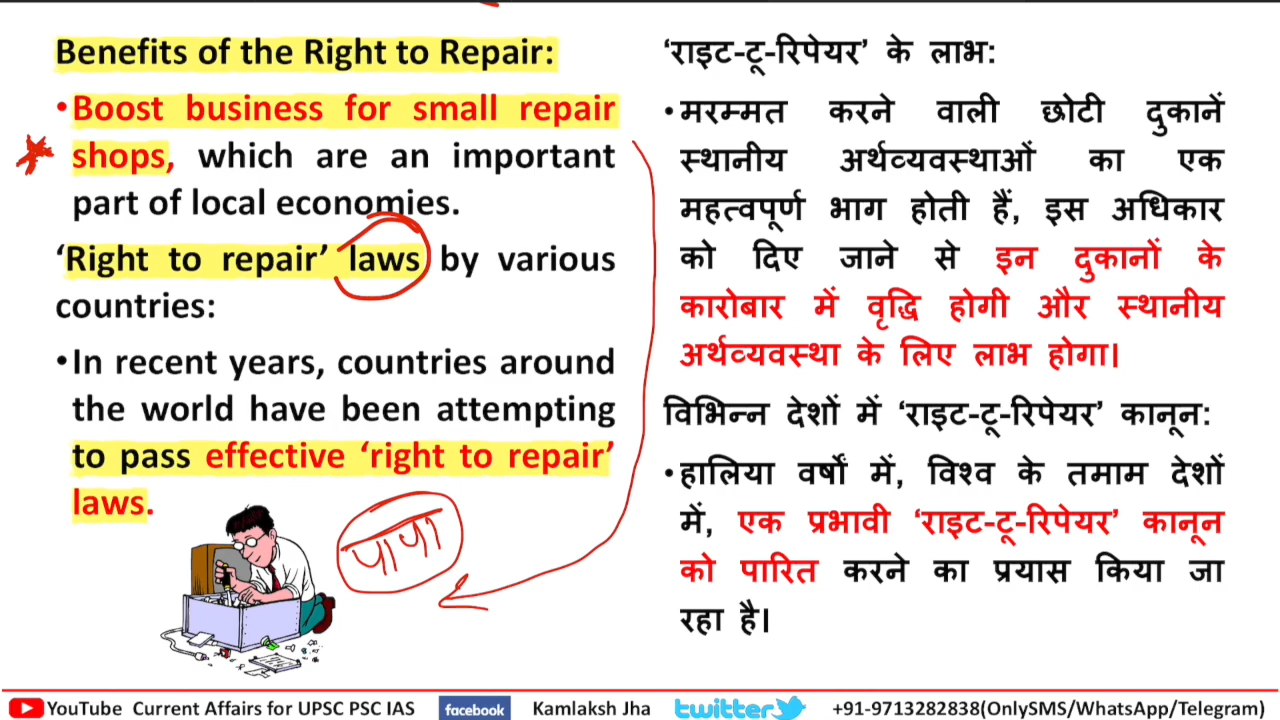 Benefits of the Right to Repair:
•Boost business for small repair
shops, which are an important
part of local economies.
‘Right to repair’ laws by various
countries:
•In recent years, countries around
the world have been attempting
to pass effective ‘right to repair’
laws.
पापा
‘राइट-टू-रिपेयर’ के लाभ:
•मरम्मत करने वाली छोटी दुकानें
स्थानीय अर्थव्यवस्थाओं का एक
महत्वपूर्ण भाग होती हैं, इस अधिकार
को दिए जाने से इन दुकानों के
कारोबार में वृद्धि होगी और स्थानीय
अर्थव्यवस्था के लिए लाभ होगा।
विभिन्न देशों में ‘राइट-टू-रिपेयर’ कानून:
•हालिया वर्षों में, विश्व के तमाम देशों
में, एक प्रभावी ‘राइट-टू-रिपेयर’ कानून
को पारित करने का प्रयास किया जा
रहा है।
YouTube Current Affairs for UPSC PSC IAS facebook Kamlaksh Jha twitter +91-9713282838(OnlySMS/WhatsApp/Telegram)